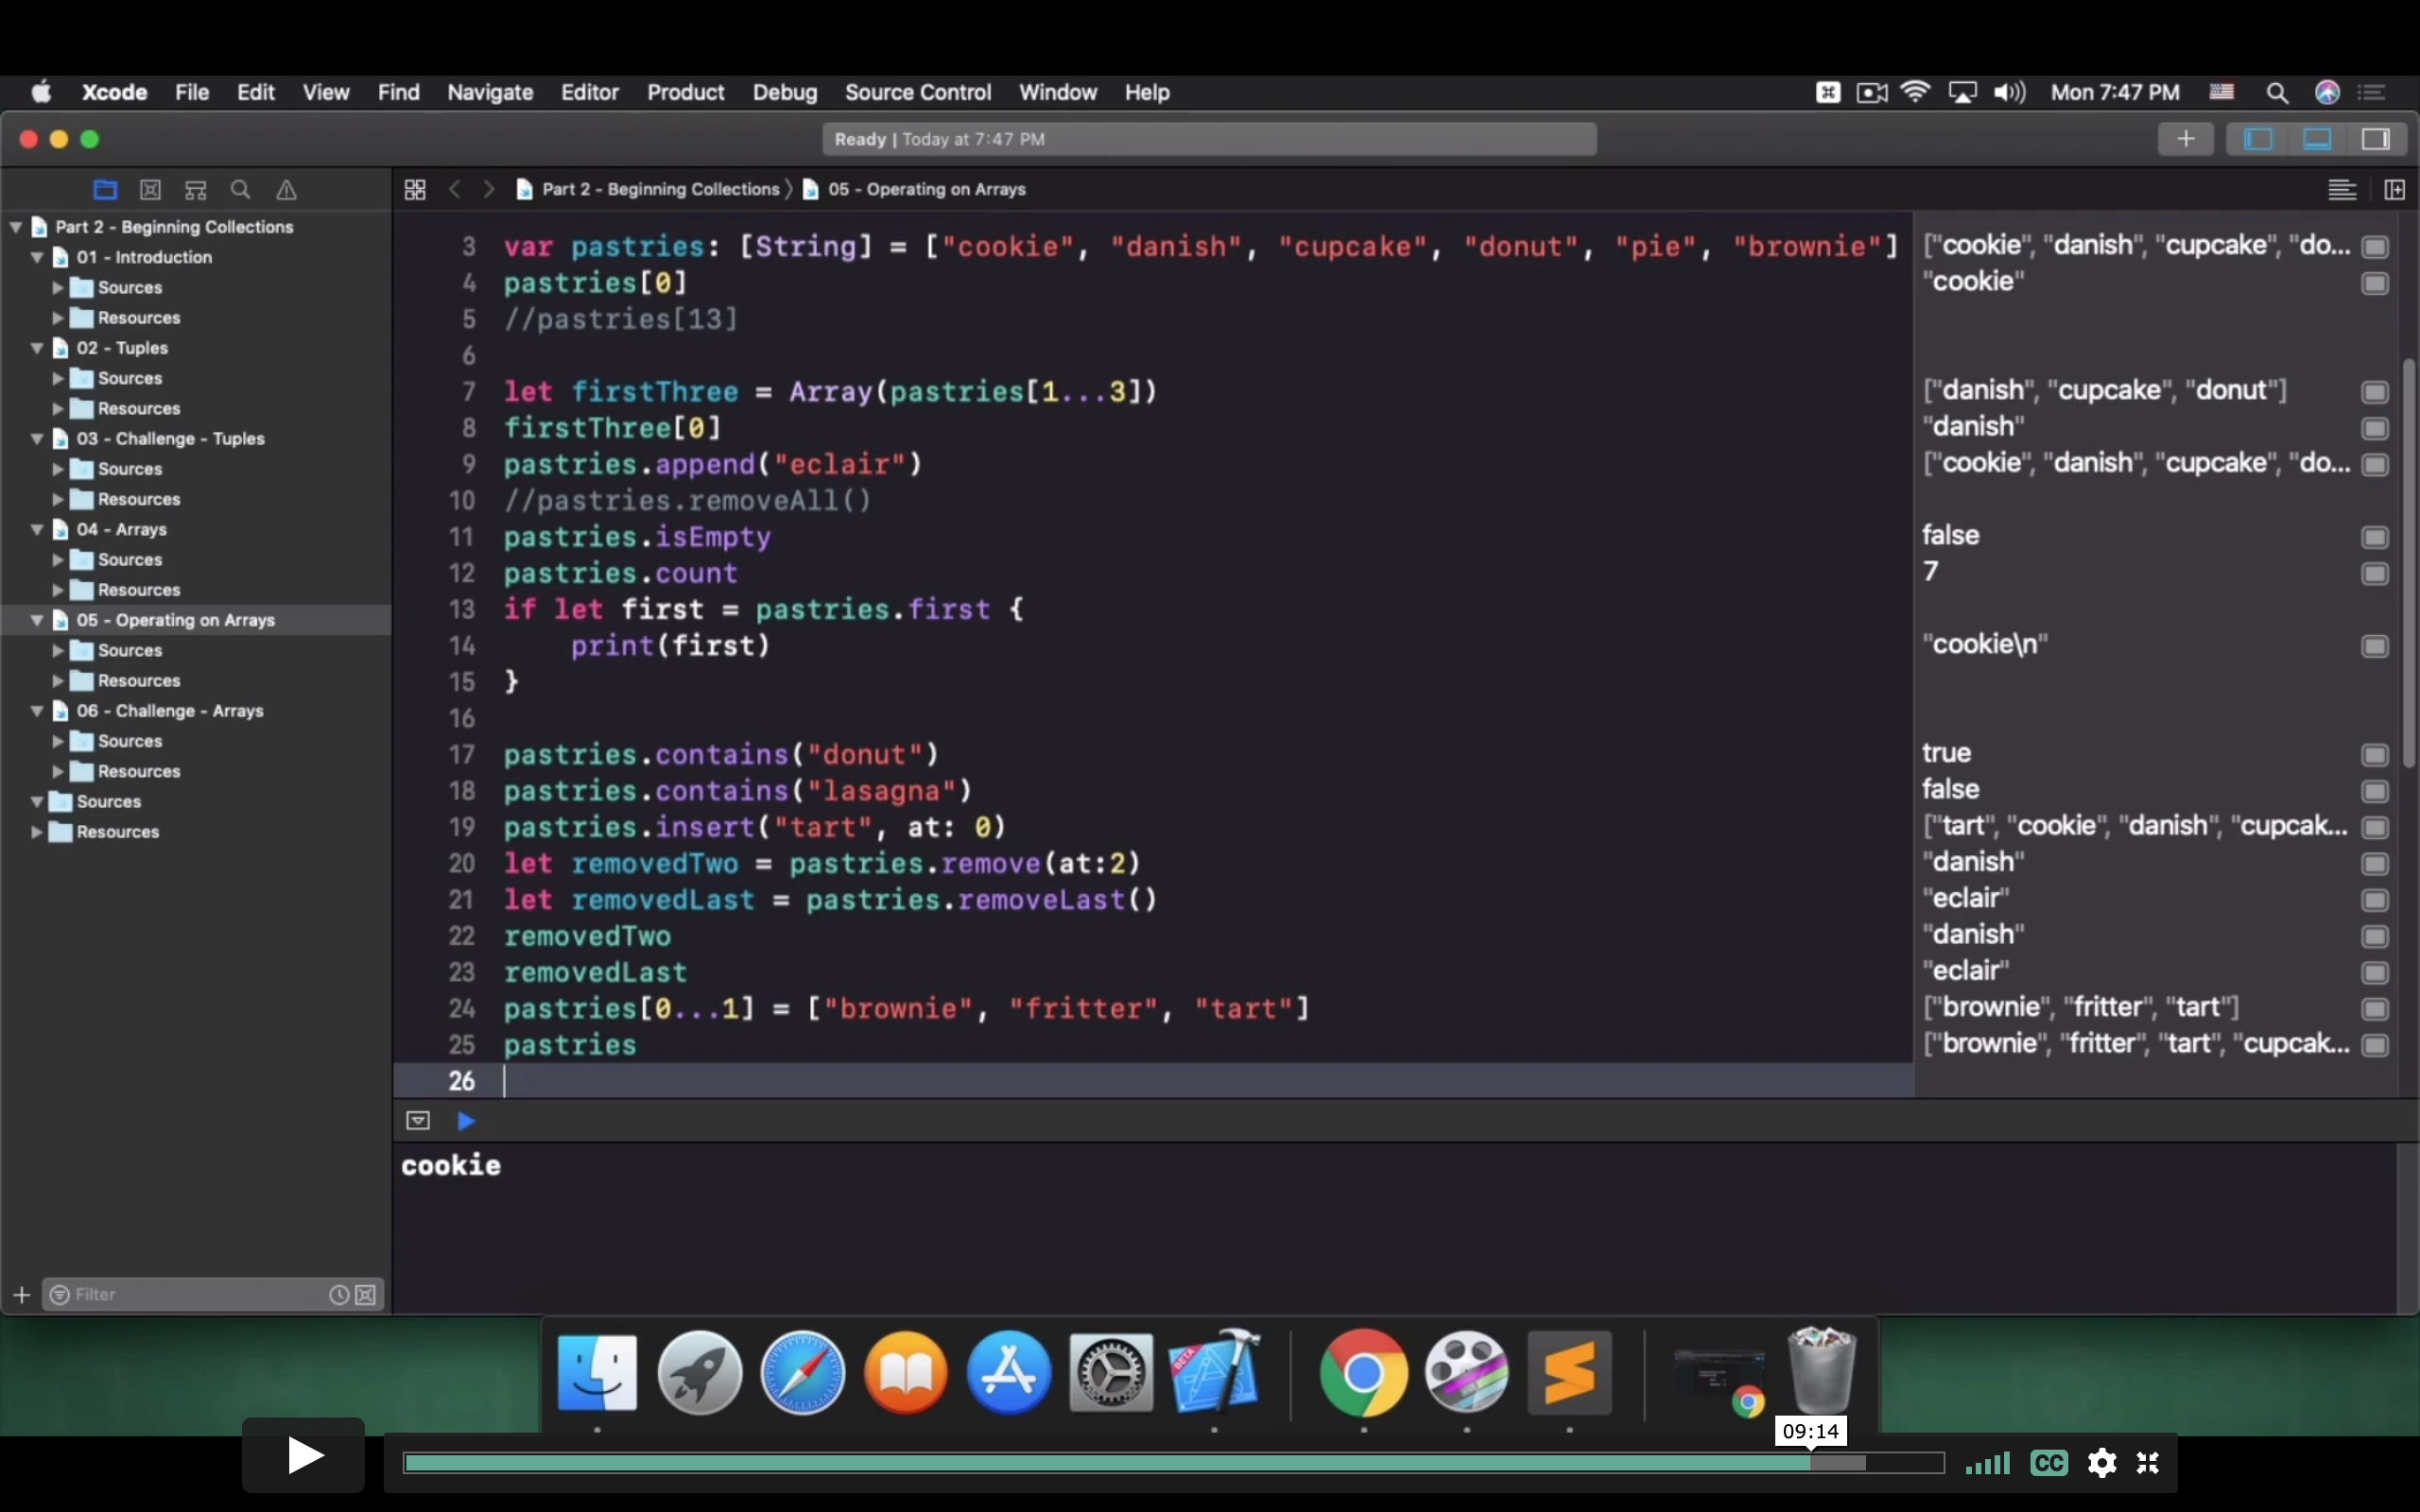 Xcode File Edit View Find Navigate Editor Product Debug Source Control Window Help Mon 7:47 PM
Ready | Today at 7:47 PM
Part 2 - Beginning Collections 05 - Operating on Arrays
Part 2 - Beginning Collections
01 - Introduction
Sources
Resources
02 - Tuples
Sources
Resources
03 - Challenge - Tuples
Sources
Resources
04 - Arrays
Sources
Resources
05 - Operating on Arrays
Sources
Resources
06 - Challenge - Arrays
Sources
Resources
Sources
Resources
Filter
3 var pastries: [String] = ["cookie", "danish", "cupcake", "donut", "pie", "brownie"]
4 pastries[0]
5 //pastries[13]
6
7 let firstThree = Array(pastries[1...3])
8 firstThree[0]
9 pastries.append("eclair")
10 //pastries.removeAll()
11 pastries.isEmpty
12 pastries.count
13 if let first = pastries.first {
14     print(first)
15 }
16
17 pastries.contains("donut")
18 pastries.contains("lasagna")
19 pastries.insert("tart", at: 0)
20 let removedTwo = pastries.remove(at:2)
21 let removedLast = pastries.removeLast()
22 removedTwo
23 removedLast
24 pastries[0...1] = ["brownie", "fritter", "tart"]
25 pastries
26
["cookie", "danish", "cupcake", "do...
"cookie"
["danish", "cupcake", "donut"]
"danish"
["cookie", "danish", "cupcake", "do...
false
7
"cookie\n"
true
false
["tart", "cookie", "danish", "cupcak...
"danish"
"eclair"
"danish"
"eclair"
["brownie", "fritter", "tart"]
["brownie", "fritter", "tart", "cupcak...
cookie
BETA
09:14
CC